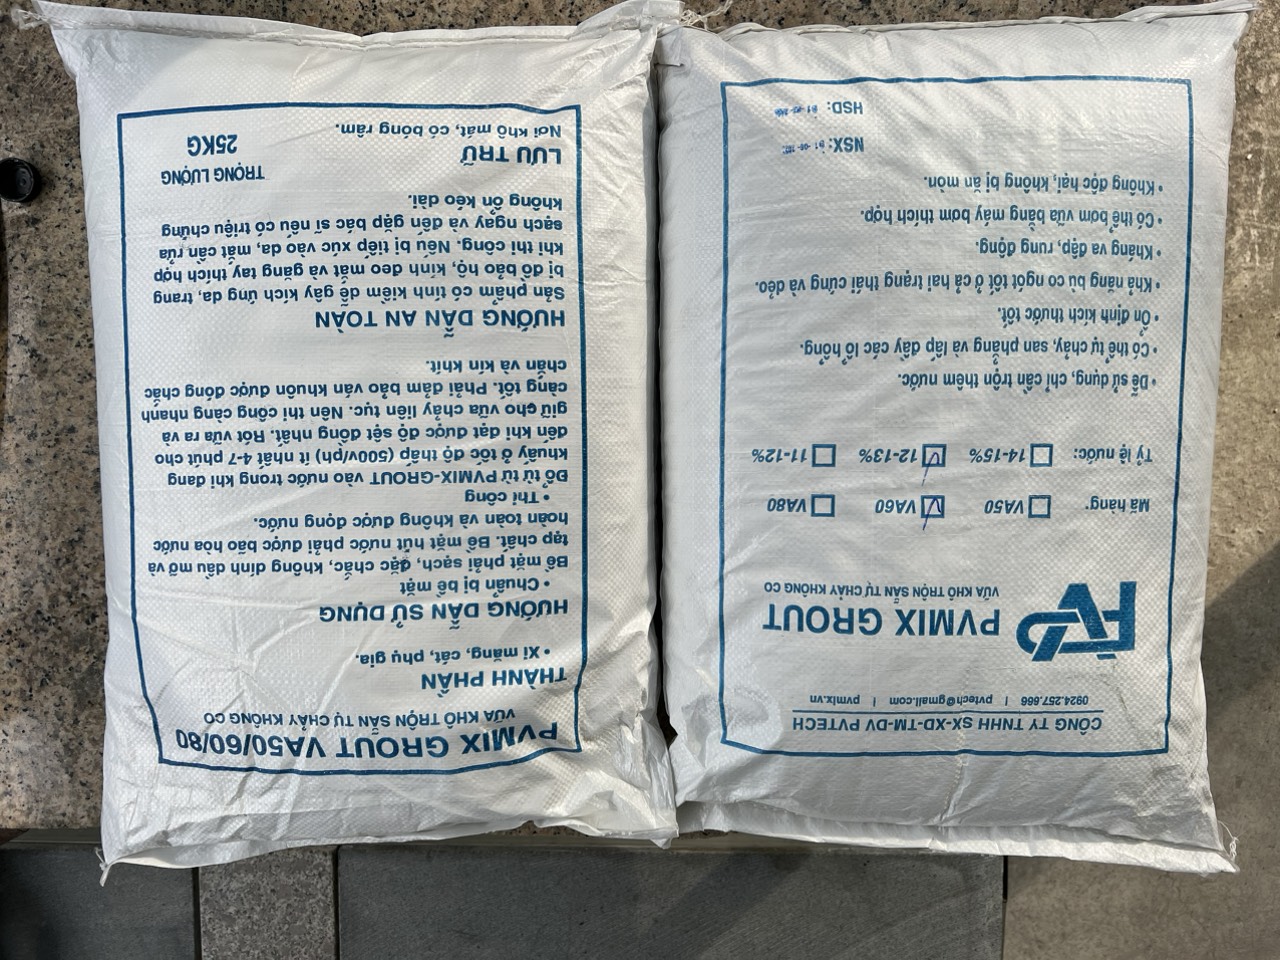 CÔNG TY TNHH SX-XD-TM-DV PVTECH
0924.257.666 | pvtech@gmail.com | pvmix.vn
PVMIX GROUT
VỮA KHÔ TRỘN SẴN TỰ CHẢY KHÔNG CO
Mã hàng: VA50 VA60 VA80
Tỷ lệ nước: 14-15% 12-13% 11-12%
• Dễ sử dụng, chỉ cần trộn thêm nước.
• Có thể tự chảy, san phẳng và lấp đầy các lỗ hổng.
• Ổn định kích thước tốt.
• Khả năng bù co ngót tốt ở cả hai trạng thái cứng và dẻo.
• Kháng va đập, rung động.
• Có thể bơm vữa bằng máy bơm thích hợp.
• Không độc hại, không bị ăn mòn.
NSX:
HSD:
PVMIX GROUT VA50/60/80
VỮA KHÔ TRỘN SẴN TỰ CHẢY KHÔNG CO
THÀNH PHẦN
• Xi măng, cát, phụ gia.
HƯỚNG DẪN SỬ DỤNG
• Chuẩn bị bề mặt
Bề mặt phải sạch, đặc chắc, không dính dầu mỡ và
tạp chất. Bề mặt hút nước phải được bão hòa nước
hoàn toàn và không được đọng nước.
• Thi công
Đổ từ từ PVMIX-GROUT vào nước trong khi đang
khuấy ở tốc độ thấp (500v/ph) ít nhất 4-7 phút cho
đến khi đạt được độ sệt đồng nhất. Rót vữa ra và
giữ cho vữa chảy liên tục. Nên thi công càng nhanh
càng tốt. Phải đảm bảo ván khuôn được đóng chắc
chắn và kín khít.
HƯỚNG DẪN AN TOÀN
Sản phẩm có tính kiềm dễ gây kích ứng da, trang
bị đồ bảo hộ, kính đeo mắt và găng tay thích hợp
khi thi công. Nếu bị tiếp xúc vào da, mắt cần rửa
sạch ngay và đến gặp bác sĩ nếu có triệu chứng
không ổn kéo dài.
LƯU TRỮ
Nơi khô mát, có bóng râm.
TRỌNG LƯỢNG
25KG